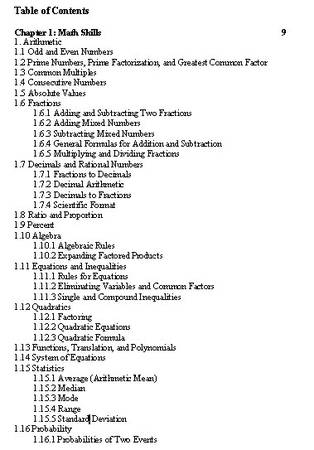 Table of Contents
Chapter 1: Math Skills 9
1. Arithmetic
1.1 Odd and Even Numbers
1.2 Prime Numbers, Prime Factorization, and Greatest Common Factor
1.3 Common Multiples
1.4 Consecutive Numbers
1.5 Absolute Values
1.6 Fractions
1.6.1 Adding and Subtracting Two Fractions
1.6.2 Adding Mixed Numbers
1.6.3 Subtracting Mixed Numbers
1.6.4 General Formulas for Addition and Subtraction
1.6.5 Multiplying and Dividing Fractions
1.7 Decimals and Rational Numbers
1.7.1 Fractions to Decimals
1.7.2 Decimal Arithmetic
1.7.3 Decimals to Fractions
1.7.4 Scientific Format
1.8 Ratio and Proportion
1.9 Percent
1.10 Algebra
1.10.1 Algebraic Rules
1.10.2 Expanding Factored Products
1.11 Equations and Inequalities
1.11.1 Rules for Equations
1.11.2 Eliminating Variables and Common Factors
1.11.3 Single and Compound Inequalities
1.12 Quadratics
1.12.1 Factoring
1.12.2 Quadratic Equations
1.12.3 Quadratic Formula
1.13 Functions, Translation, and Polynomials
1.14 System of Equations
1.15 Statistics
1.15.1 Average (Arithmetic Mean)
1.15.2 Median
1.15.3 Mode
1.15.4 Range
1.15.5 Standard Deviation
1.16 Probability
1.16.1 Probabilities of Two Events